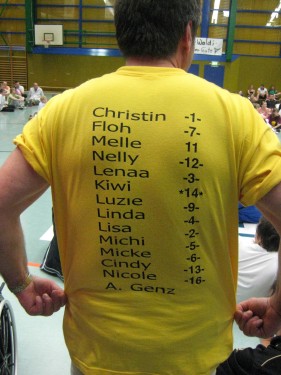 Waldi
Christin -1-
Floh -7-
Melle 11
Nelly -12-
Lenaa -3-
Kiwi *14*
Luzie -9-
Linda -4-
Lisa -2-
Michi -5-
Micke -6-
Cindy -13-
Nicole -16-
A. Genz